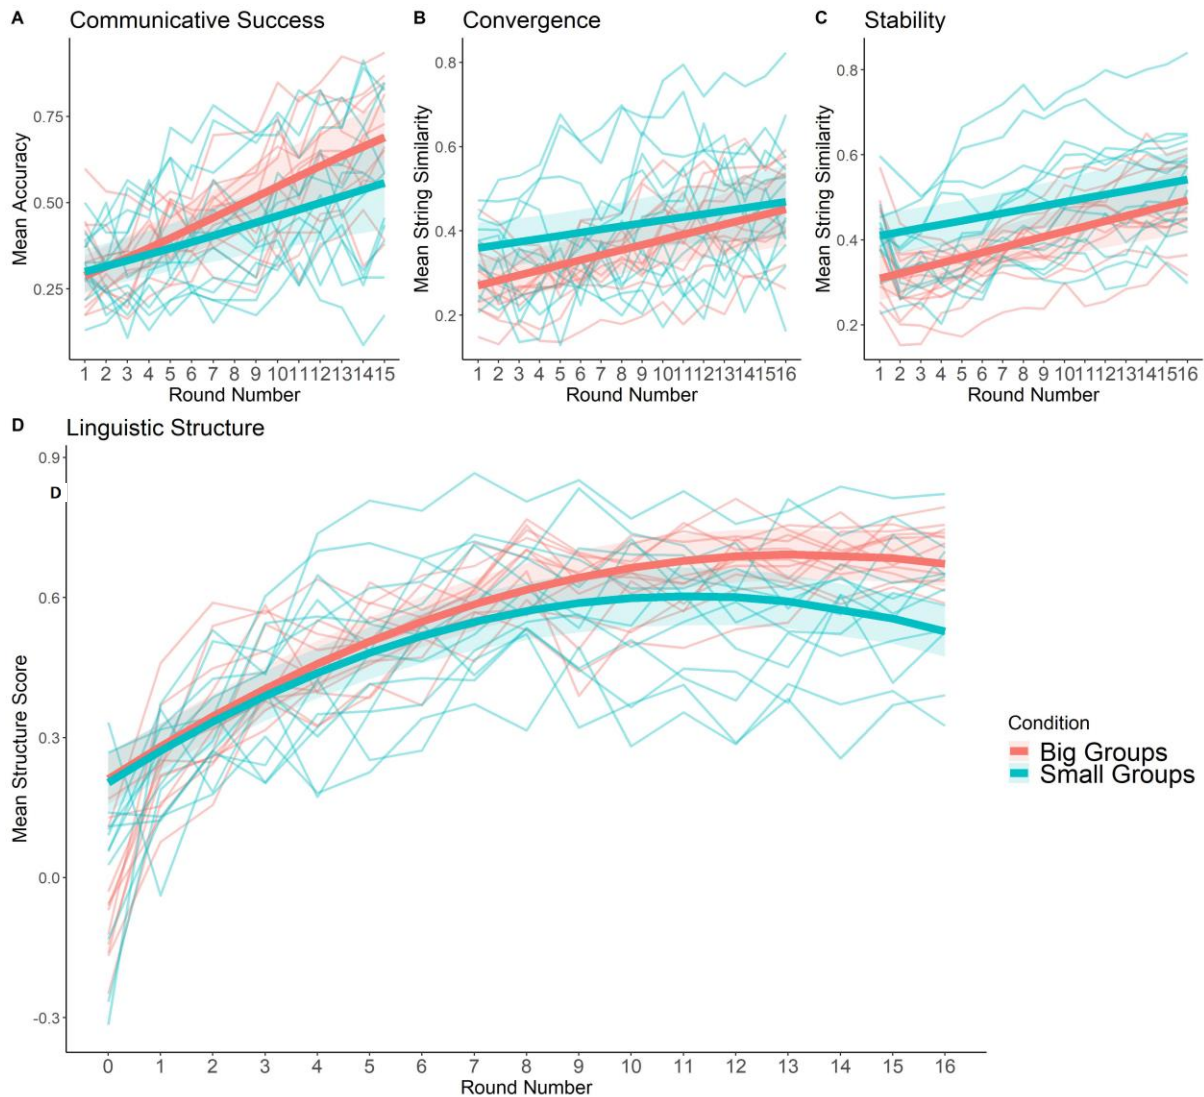 A Communicative Success
Mean Accuracy
0.75
0.50
0.25
1 2 3 4 5 6 7 8 9 10 11 12 13 14 15
Round Number
B Convergence
Mean String Similarity
0.8
0.6
0.4
0.2
1 2 3 4 5 6 7 8 9 10 11 12 13 14 15 16
Round Number
C Stability
Mean String Similarity
0.8
0.6
0.4
0.2
1 2 3 4 5 6 7 8 9 10 11 12 13 14 15 16
Round Number
D Linguistic Structure
Mean Structure Score
0.9
D
0.6
0.3
0.0
-0.3
0 1 2 3 4 5 6 7 8 9 10 11 12 13 14 15 16
Round Number
Condition
Big Groups
Small Groups